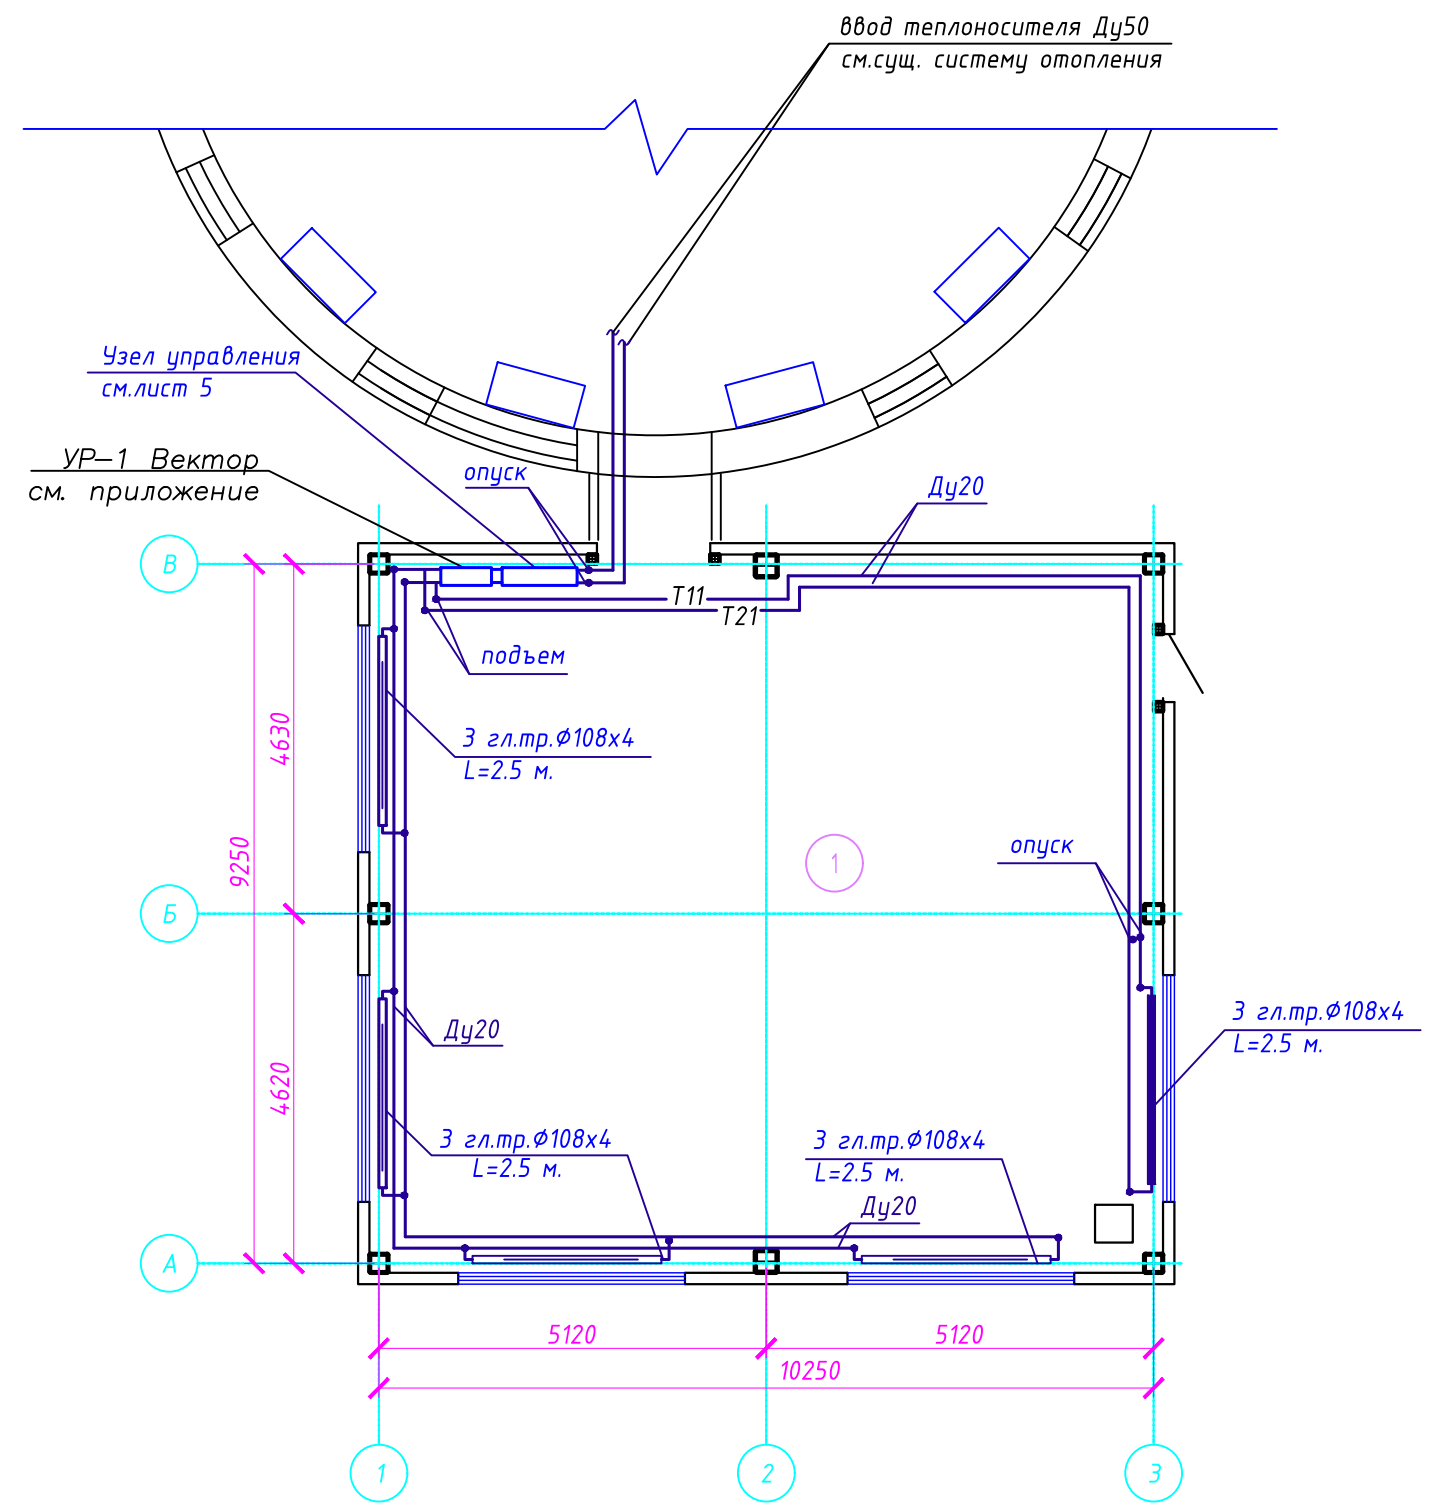 ввод теплоносителя Ду50
см.сущ. систему отопления
Узел управления
см.лист 5
УР-1 Вектор
см. приложение
опуск
Ду20
В
Т11
Т21
подъем
4630
3 гл.тр.Ф108х4
L=2.5 м.
9250
1
опуск
Б
3 гл.тр.Ф108х4
L=2.5 м.
Ду20
4620
3 гл.тр.Ф108х4
L=2.5 м.
3 гл.тр.Ф108х4
L=2.5 м.
Ду20
А
5120
5120
10250
1
2
3